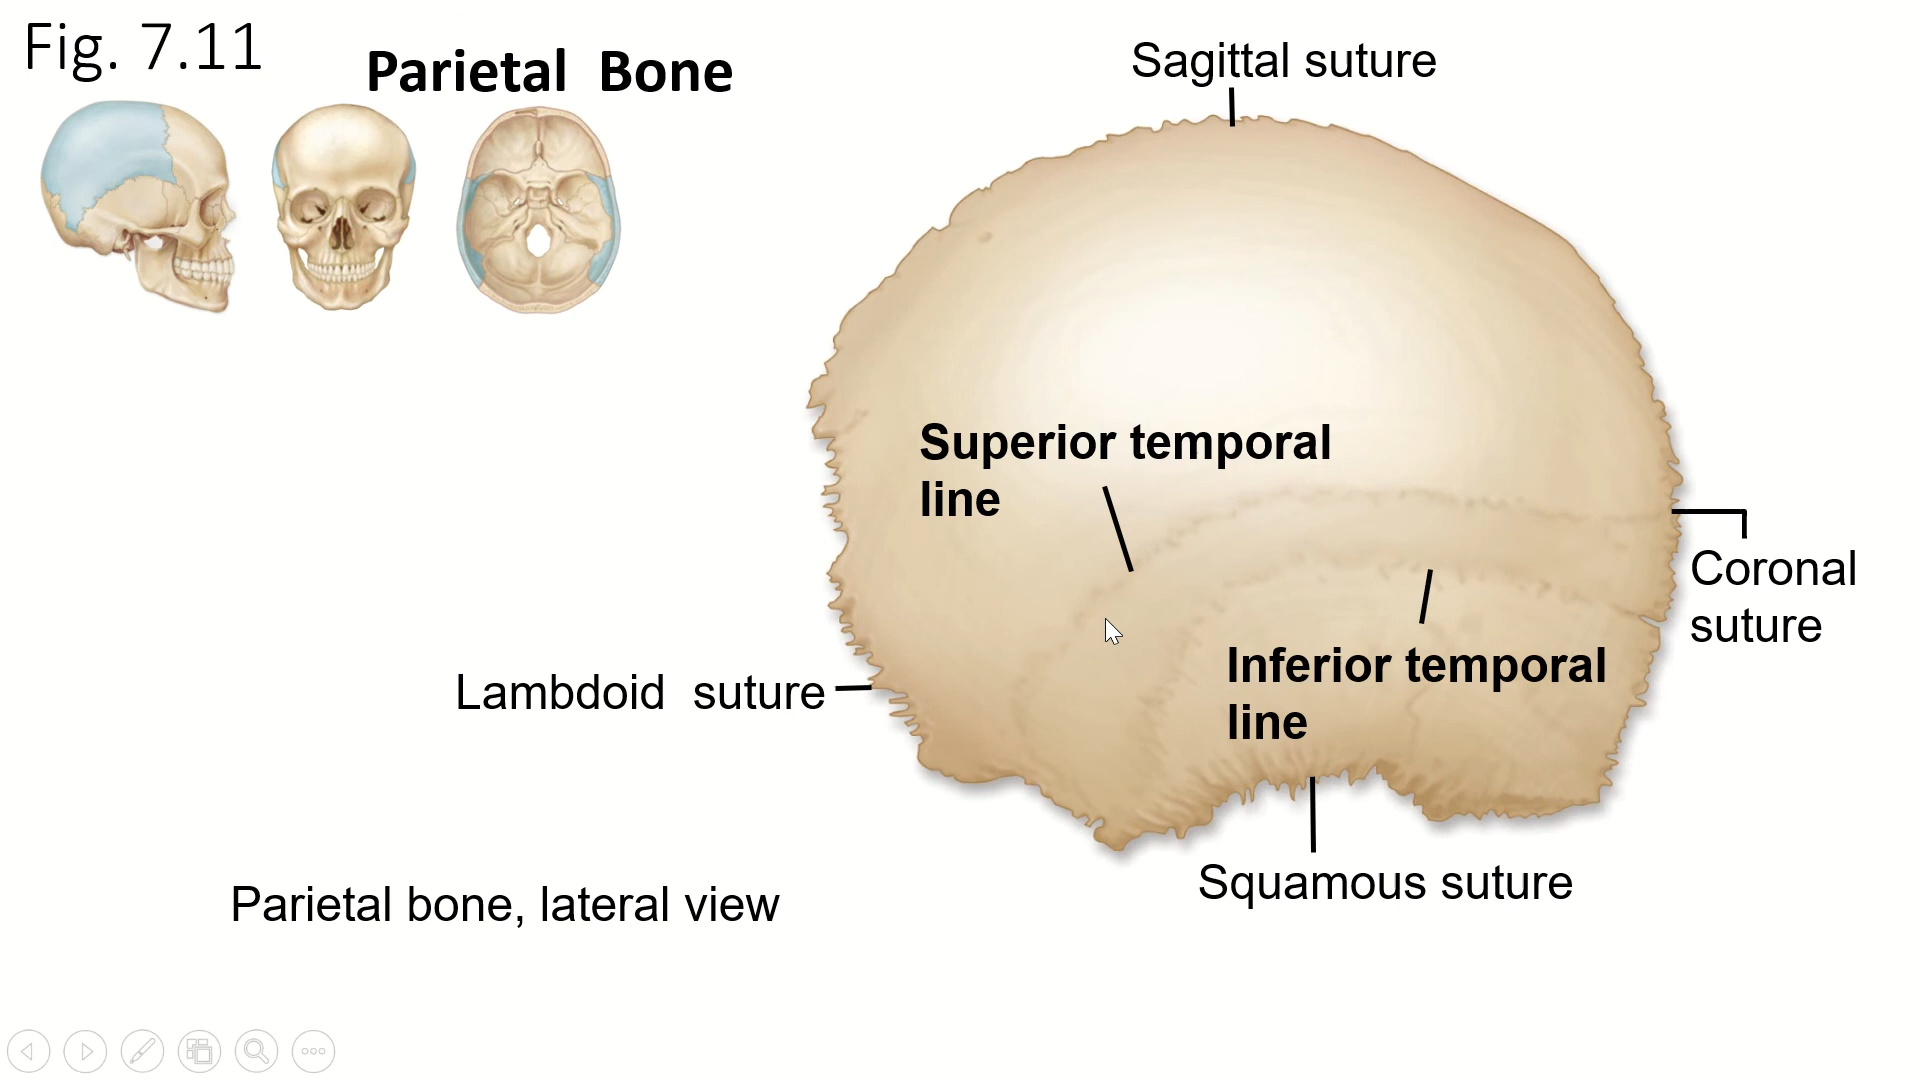 Fig. 7.11
Parietal  Bone
Sagittal suture
Superior temporal
line
Coronal
suture
Inferior temporal
line
Lambdoid  suture
Squamous suture
Parietal bone, lateral view